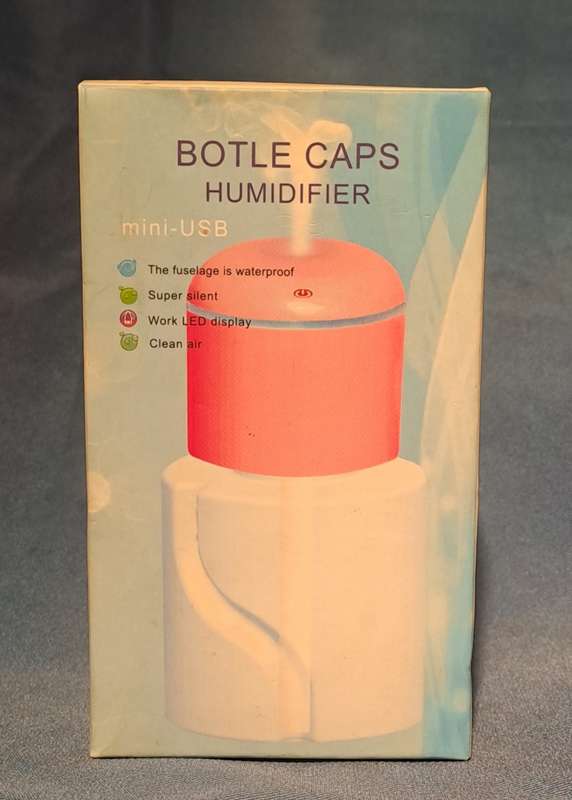 BOTLE CAPS
HUMIDIFIER
mini-USB
The fuselage is waterproof
Super silent
Work LED display
Clean air